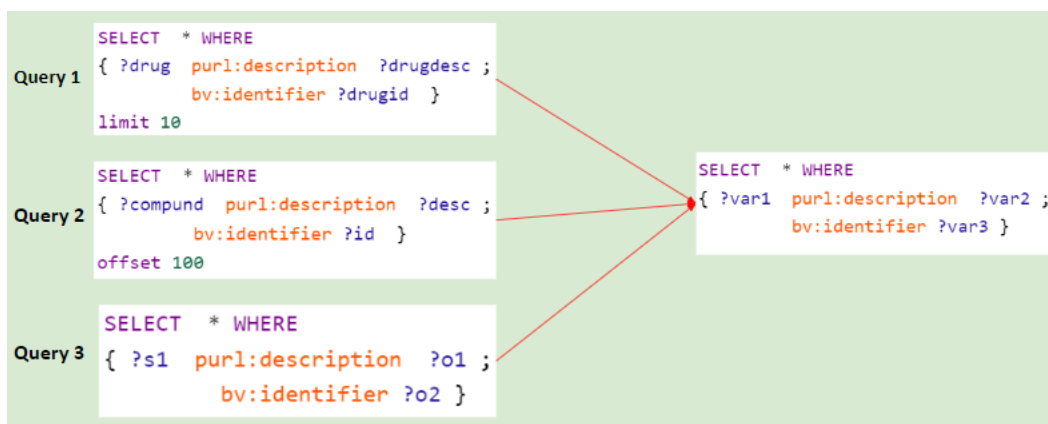 Query 1
SELECT * WHERE
{ ?drug purl:description ?drugdesc ;
bv:identifier ?drugid }
limit 10
Query 2
SELECT * WHERE
{ ?compund purl:description ?desc ;
bv:identifier ?id }
offset 100
Query 3
SELECT * WHERE
{ ?s1 purl:description ?o1 ;
bv:identifier ?o2 }
SELECT * WHERE
{ ?var1 purl:description ?var2 ;
bv:identifier ?var3 }